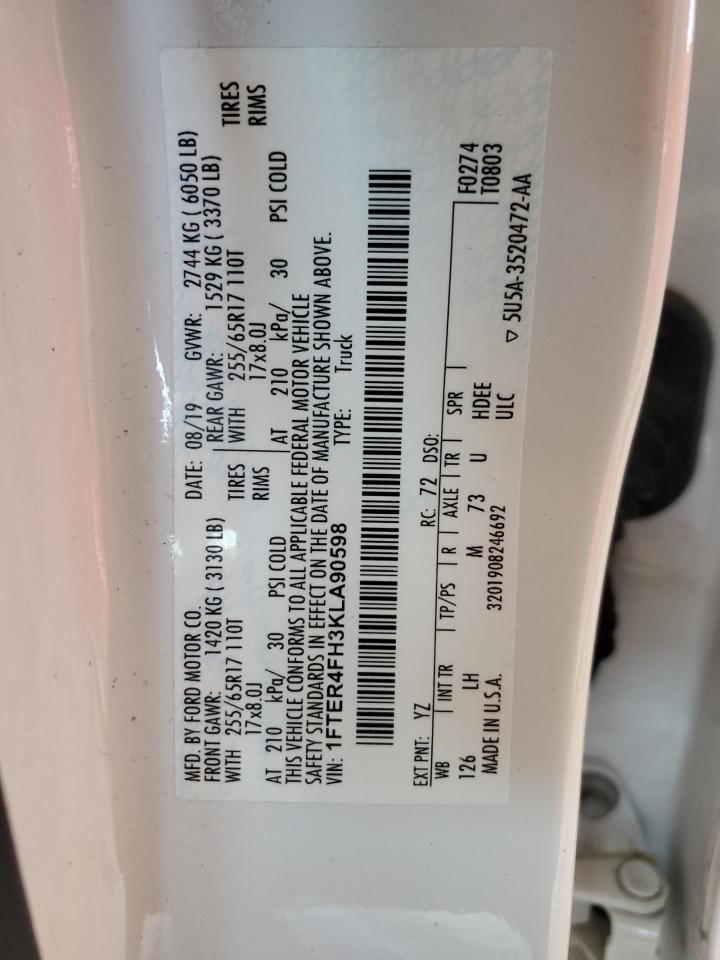 MFD. BY FORD MOTOR CO.
DATE: 08/19 GVWR: 2744 KG ( 6050 LB)
FRONT GAWR: 1420 KG ( 3130 LB) REAR GAWR: 1529 KG ( 3370 LB)
WITH 255/65R17 110T TIRES WITH 255/65R17 110T TIRES
17x8.0J RIMS 17x8.0J RIMS
AT 210 kPa/ 30 PSI COLD AT 210 kPa/ 30 PSI COLD
THIS VEHICLE CONFORMS TO ALL APPLICABLE FEDERAL MOTOR VEHICLE
SAFETY STANDARDS IN EFFECT ON THE DATE OF MANUFACTURE SHOWN ABOVE.
VIN: 1FTER4FH3KLA90598 TYPE: Truck
EXT PNT: YZ RC: 72 DSO:
WB INT TR TP/PS R AXLE TR SPR F0274
126 LH M 73 U HDEE T0803
MADE IN U.S.A. 3201908246692 ULC
▽ 5U5A-3520472-AA